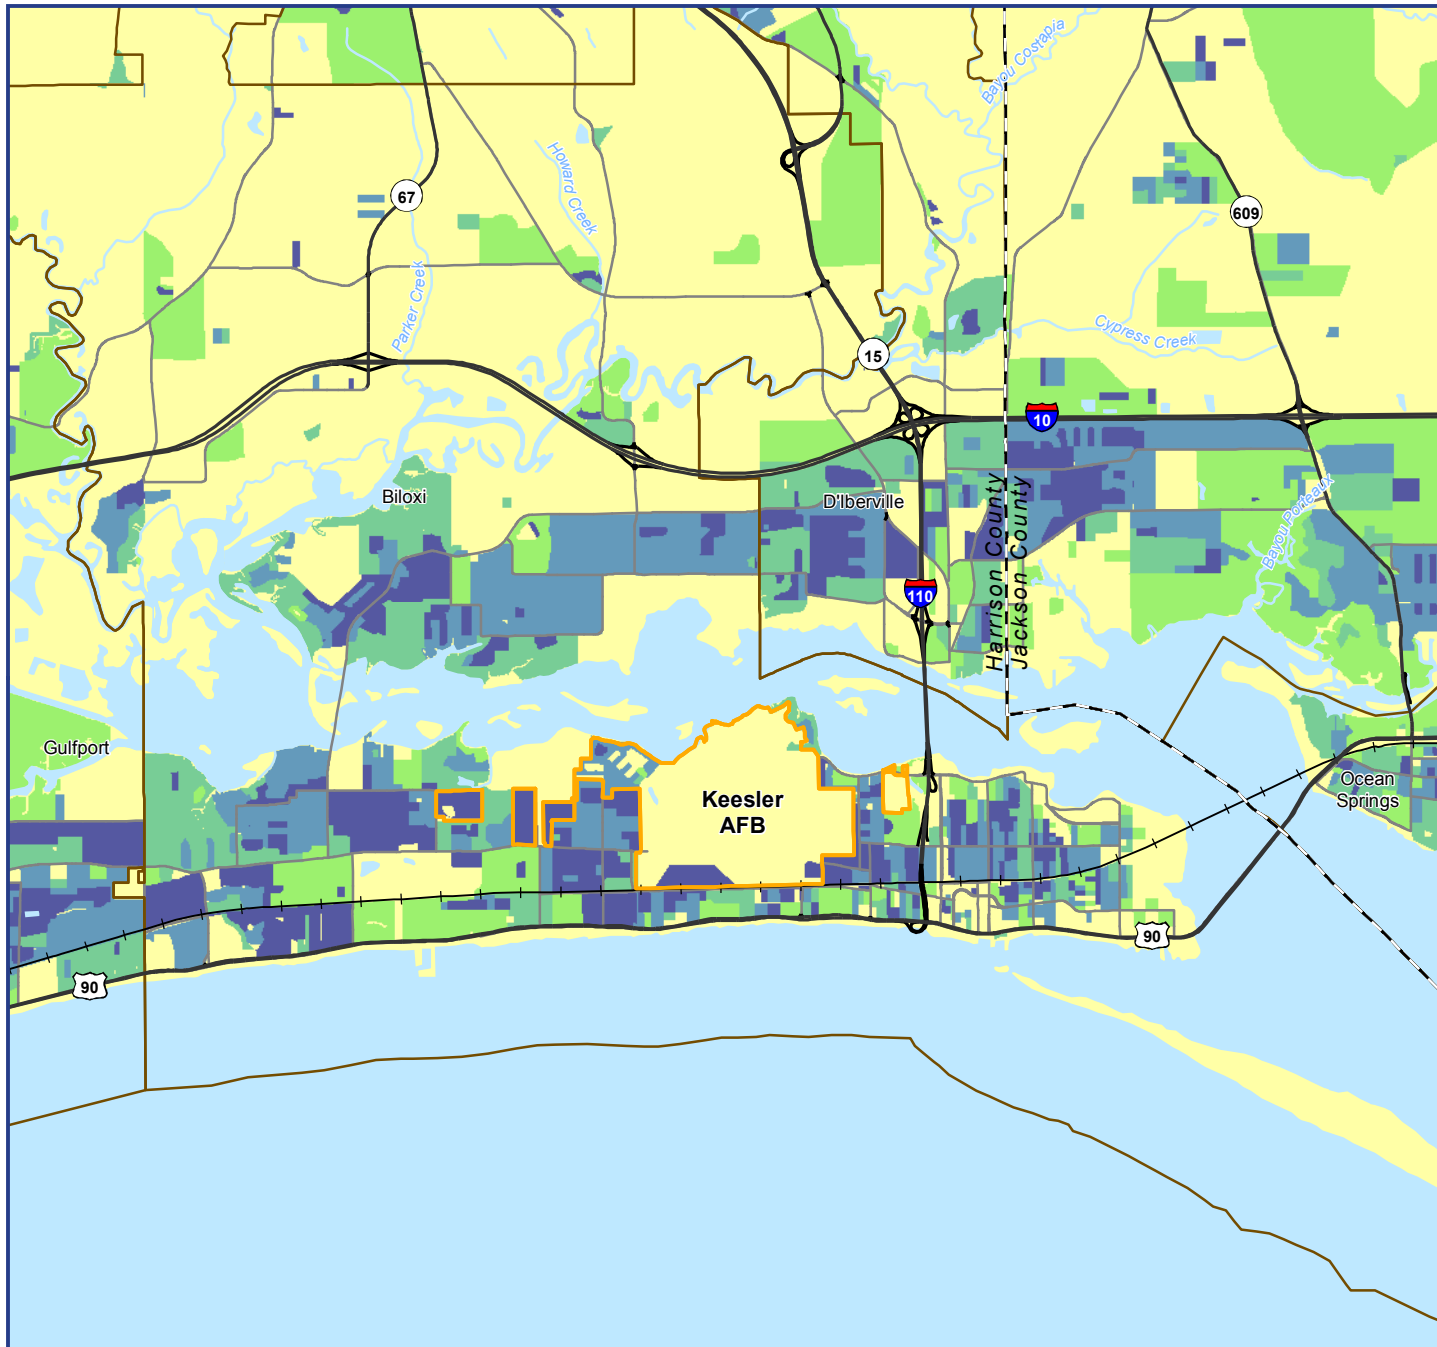 Bayou Costapia
Howard Creek
67
609
Parker Creek
Cypress Creek
15
10
Biloxi
D'Iberville
Harrison County
Jackson County
Bayou Porteaux
110
Gulfport
Keesler
AFB
Ocean
Springs
90
90